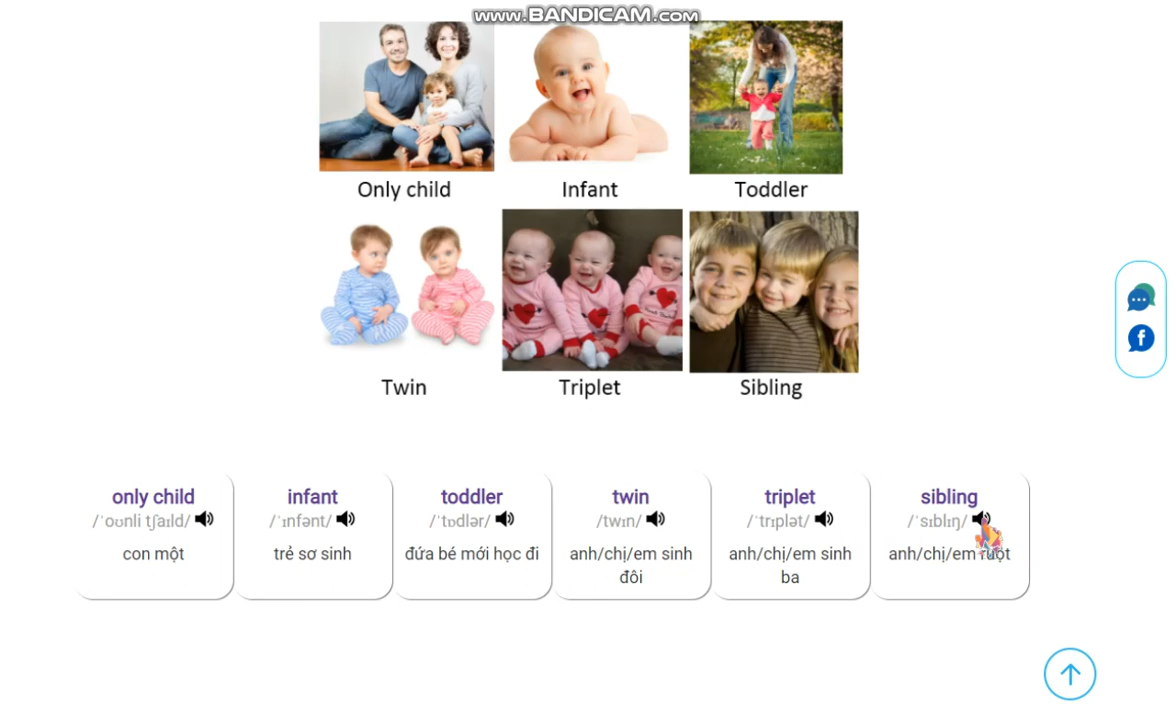 www.BANDICAM.com
Only child
Infant
Toddler
Twin
Triplet
Sibling
only child
/ˈoʊnli tʃaɪld/
con một
infant
/ˈɪnfənt/
trẻ sơ sinh
toddler
/ˈtɒdlər/
đứa bé mới học đi
twin
/twɪn/
anh/chị/em sinh
đôi
triplet
/ˈtrɪplət/
anh/chị/em sinh
ba
sibling
/ˈsɪblɪŋ/
anh/chị/em ruột